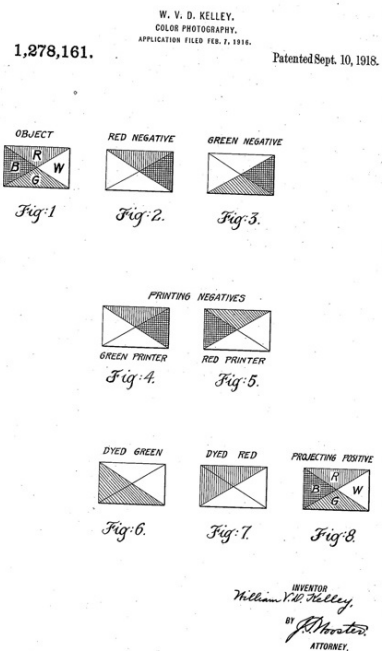 W. V. D. KELLEY.
COLOR PHOTOGRAPHY.
APPLICATION FILED FEB. 7, 1916.
1,278,161.
Patented Sept. 10, 1918.
OBJECT
R
B
W
G
Fig:1
RED NEGATIVE
Fig:2.
GREEN NEGATIVE
Fig:3.
PRINTING NEGATIVES
GREEN PRINTER
Fig:4.
RED PRINTER
Fig:5.
DYED GREEN
Fig:6.
DYED RED
Fig:7.
PROJECTING POSITIVE
R
B
W
G
Fig:8.
INVENTOR
William V. D. Kelley,
BY
ATTORNEY.